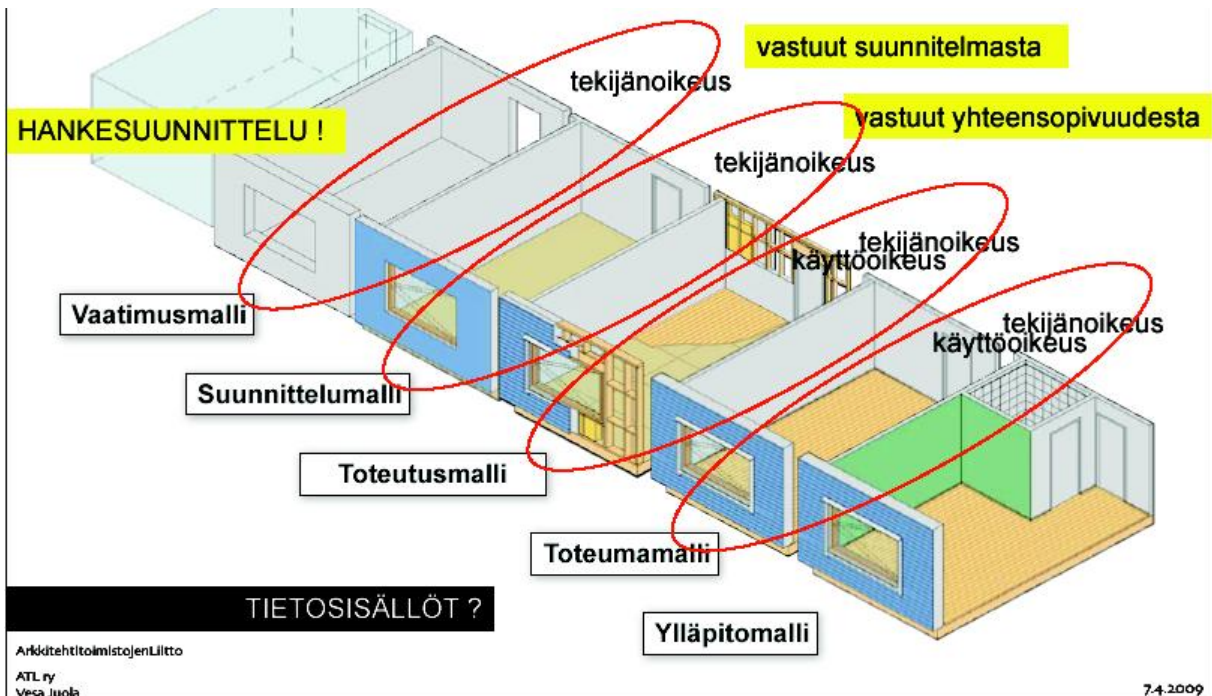 vastuut suunnitelmasta
tekijänoikeus
HANKESUUNNITTELU !
vastuut yhteensopivuudesta
tekijänoikeus
tekijänoikeus
käyttöoikeus
Vaatimusmalli
tekijänoikeus
käyttöoikeus
Suunnittelumalli
Toteutusmalli
Toteumamalli
Ylläpitomalli
TIETOSISÄLLÖT ?
ArkkitehtitoimistojenLiitto
ATL ry
Vesa Juola
7.4.2009